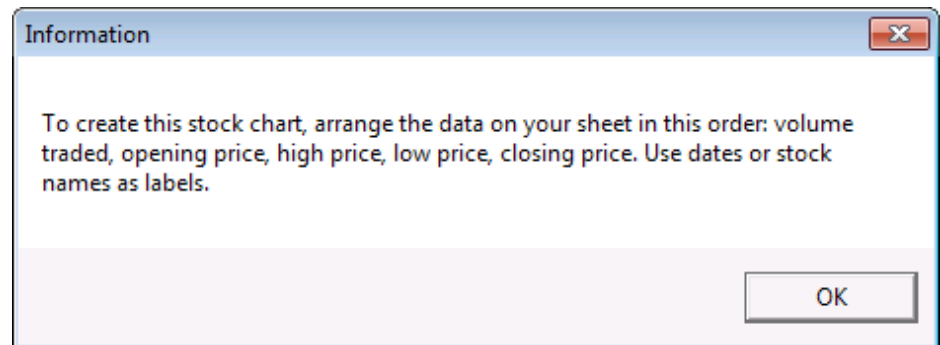 Information
To create this stock chart, arrange the data on your sheet in this order: volume
traded, opening price, high price, low price, closing price. Use dates or stock
names as labels.
OK